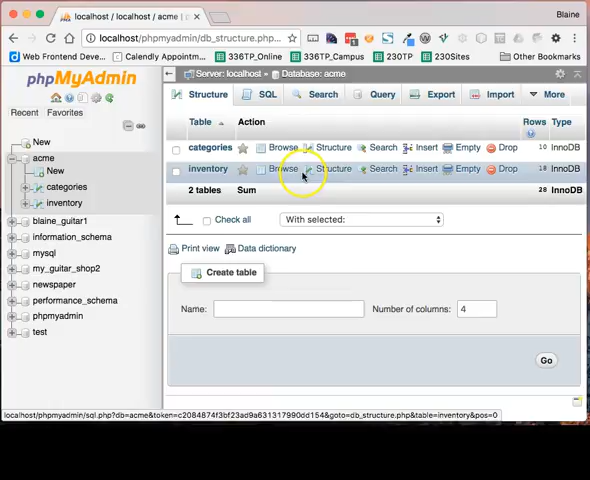 localhost / localhost / acme
Blaine
localhost/phpmyadmin/db_structure.php...
Web Front End Devel
Calendly Appointm...
336TP_Online
336TP_Campus
230TP
230Sites
Other Bookmarks
phpMyAdmin
Recent Favorites
New
acme
New
categories
inventory
blaine_guitar1
information_schema
mysql
my_guitar_shop2
newspaper
performance_schema
phpmyadmin
test
Server: localhost » Database: acme
Structure SQL Search Query Export Import More
Table Action Rows Type
categories Browse Structure Search Insert Empty Drop 10 InnoDB
inventory Browse Structure Search Insert Empty Drop 18 InnoDB
2 tables Sum 28 InnoDB
Check all With selected:
Print view Data dictionary
Create table
Name: Number of columns: 4
Go
localhost/phpmyadmin/sql.php?db=acme&token=c2084874f3bf23ad9a631317990dd154&goto=db_structure.php&table=inventory&pos=0